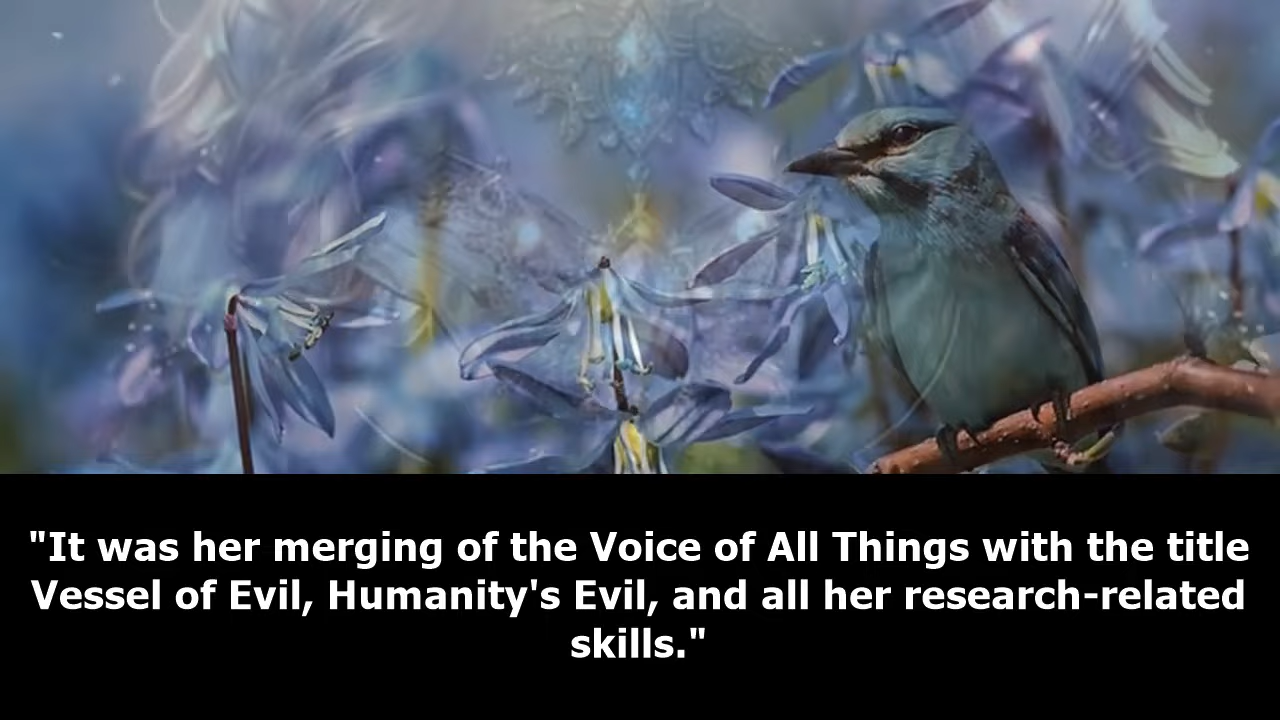 "It was her merging of the Voice of All Things with the title
Vessel of Evil, Humanity's Evil, and all her research-related
skills."